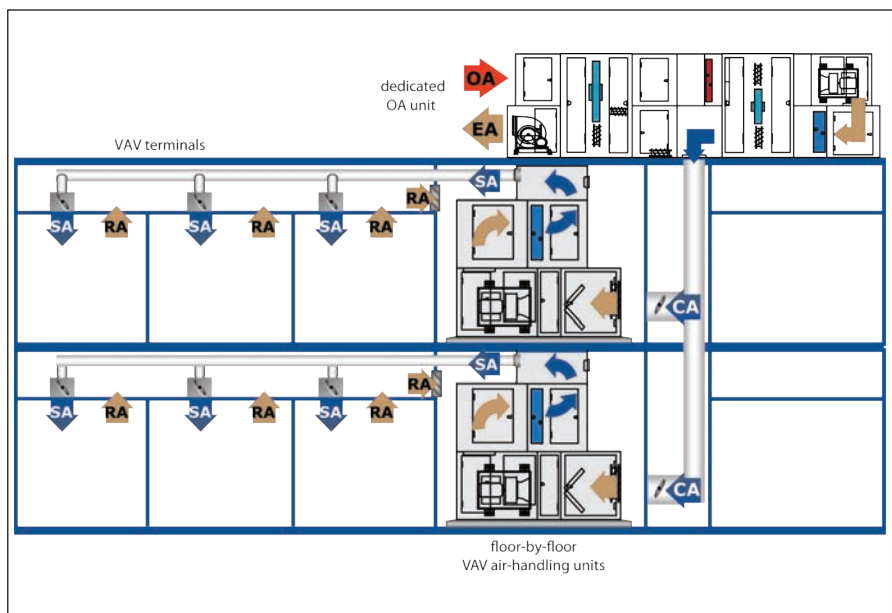 OA
dedicated
OA unit
EA
VAV terminals
SA
RA
SA
RA
SA
RA
SA
RA
CA
SA
RA
SA
RA
SA
RA
SA
RA
CA
floor-by-floor
VAV air-handling units